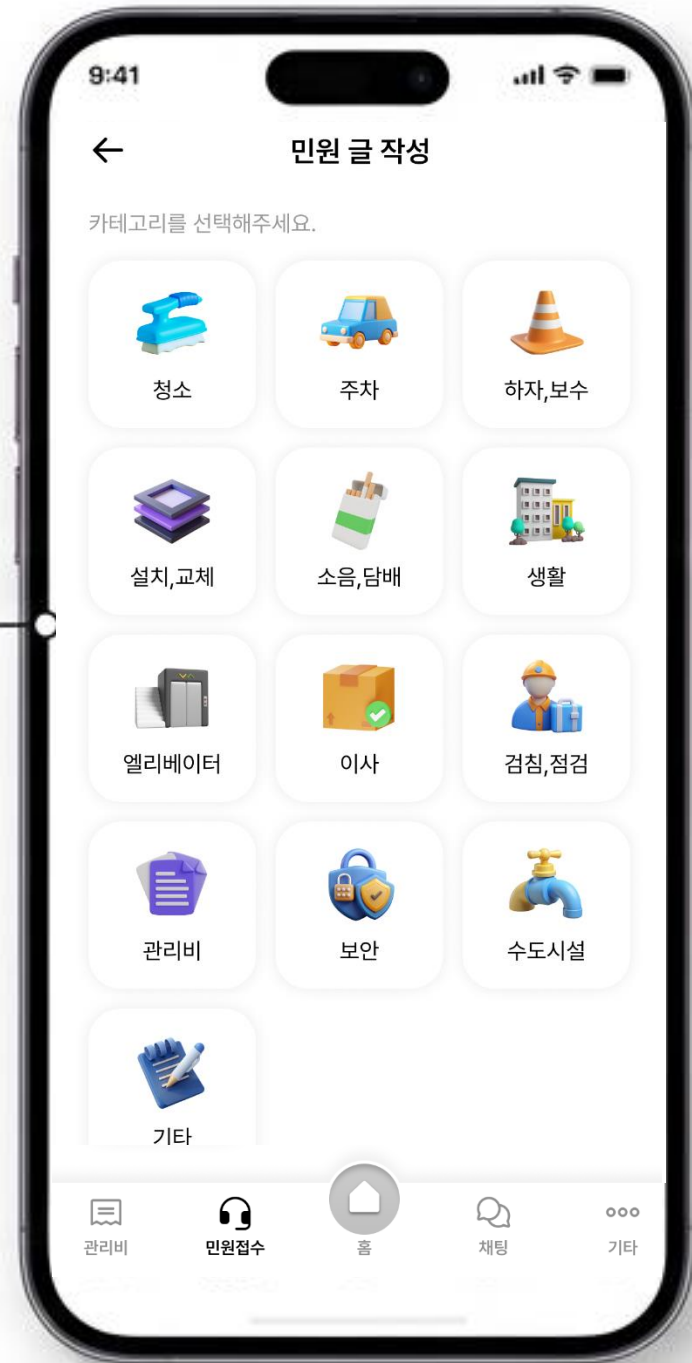 9:41
민원 글 작성
카테고리를 선택해주세요.
청소
주차
하자,보수
설치,교체
소음,담배
생활
엘리베이터
이사
검침,점검
관리비
보안
수도시설
기타
관리비
민원접수
홈
채팅
기타